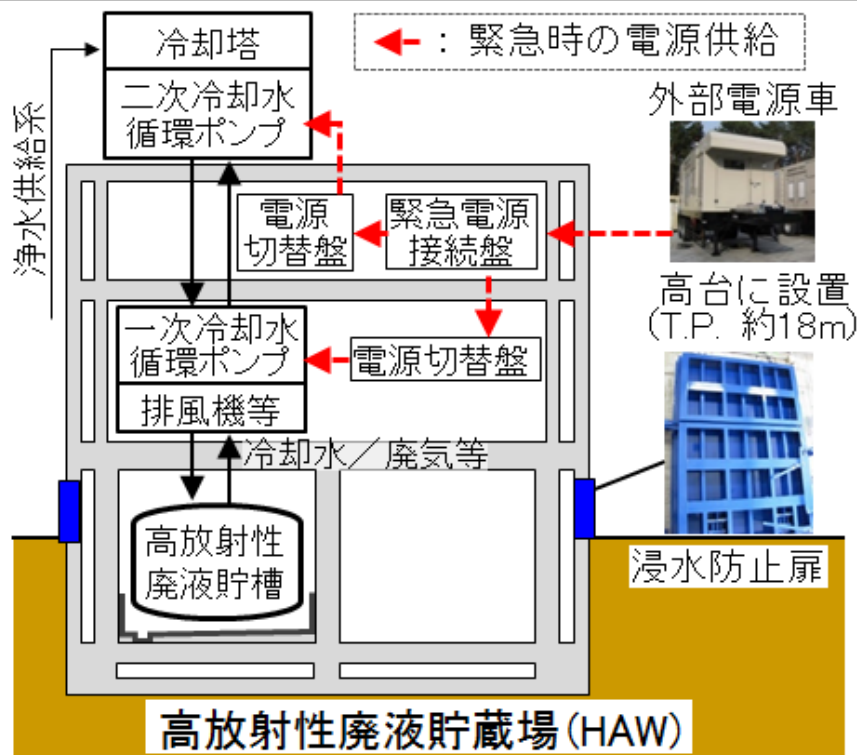 冷却塔
二次冷却水
循環ポンプ
：緊急時の電源供給
外部電源車
浄水供給系
電源
切替盤
緊急電源
接続盤
高台に設置
(T.P. 約18m)
一次冷却水
循環ポンプ
電源切替盤
排風機等
冷却水／廃気等
高放射性
廃液貯槽
浸水防止扉
高放射性廃液貯蔵場(HAW)